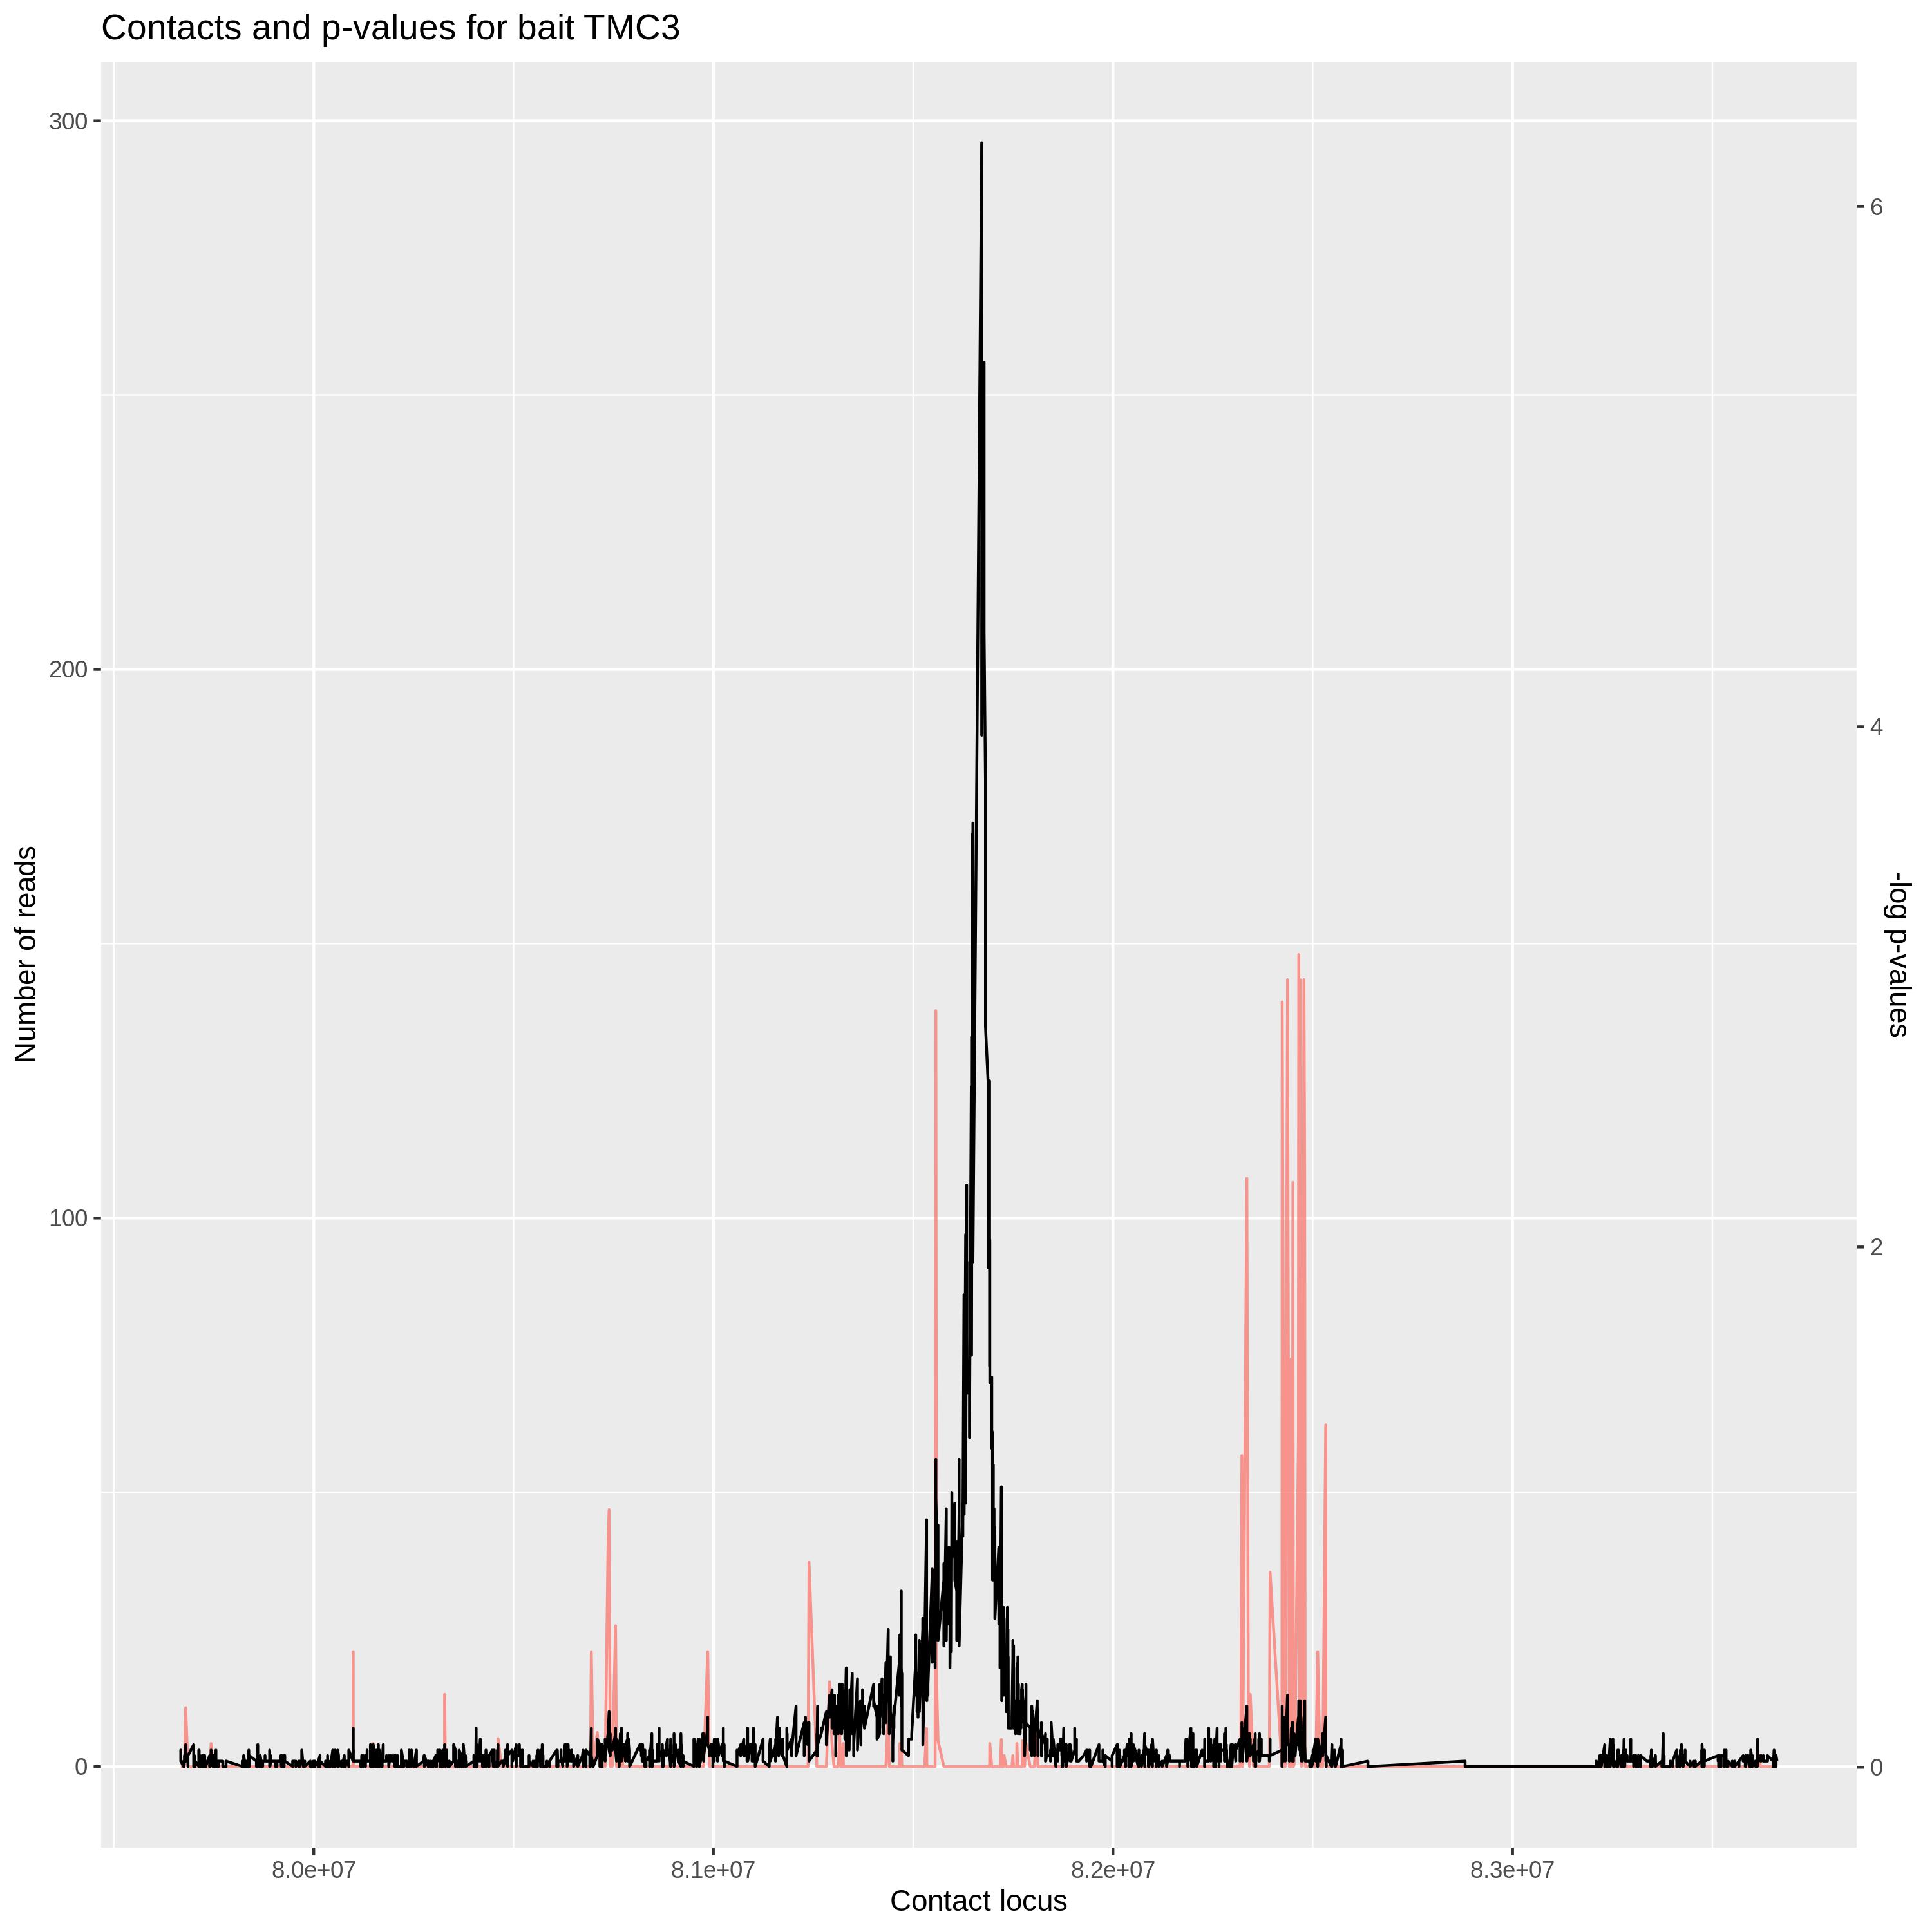 Contacts and p-values for bait TMC3
300
200
100
0
Number of reads
6
4
2
0
-log p-values
8.0e+07 8.1e+07 8.2e+07 8.3e+07
Contact locus